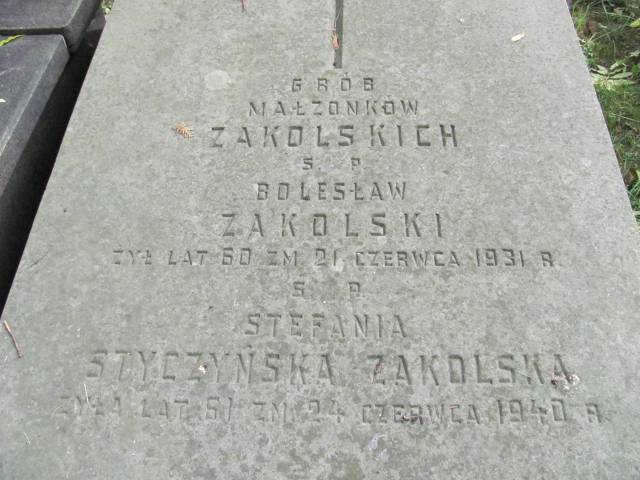 GRÓB
MAŁZONKÓW
ZAKOLSKICH
Ś P
BOLESŁAW
ZAKOLSKI
ŻYŁ LAT 60 ZM. 21 CZERWCA 1931 R.
Ś P.
STEFANIA
STYCZYŃSKA ZAKOLSKA
ŻYŁA LAT 61 ZM. 24 CZERWCA 1940 R.